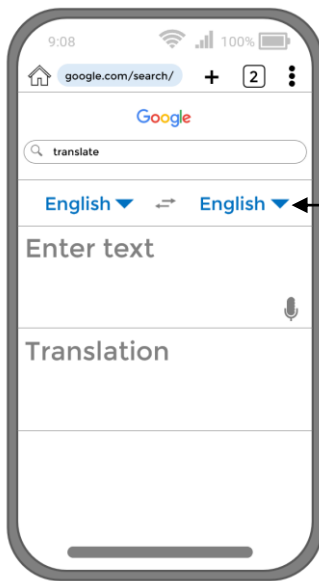 9:08 100%
google.com/search/ + 2
Google
translate
English English
Enter text
Translation